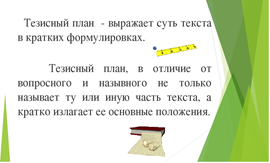 Тезисный план - выражает суть текста
в кратких формулировках.
Тезисный план, в отличие от
вопросного и назывного не только
называет ту или иную часть текста, а
кратко излагает ее основные положения.